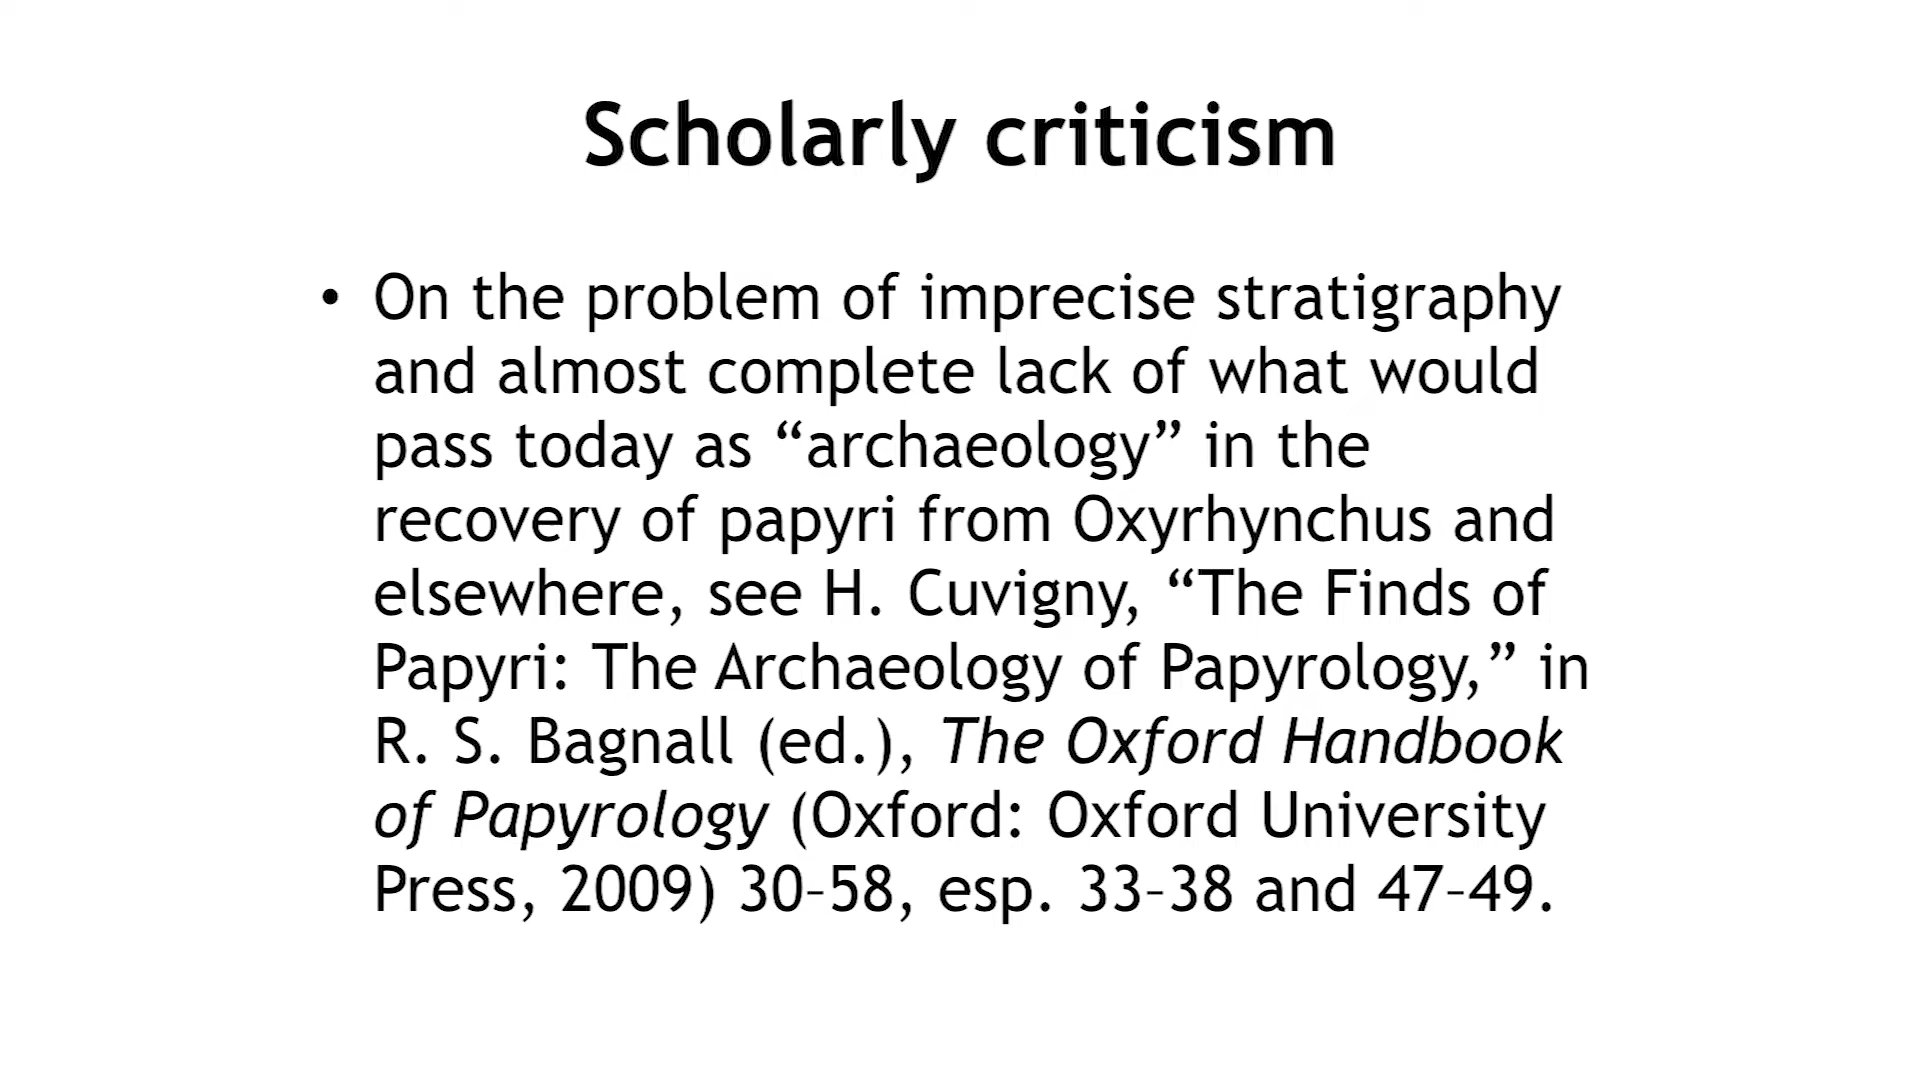 Scholarly criticism
• On the problem of imprecise stratigraphy
and almost complete lack of what would
pass today as “archaeology” in the
recovery of papyri from Oxyrhynchus and
elsewhere, see H. Cuvigny, “The Finds of
Papyri: The Archaeology of Papyrology,” in
R. S. Bagnall (ed.), The Oxford Handbook
of Papyrology (Oxford: Oxford University
Press, 2009) 30–58, esp. 33–38 and 47–49.